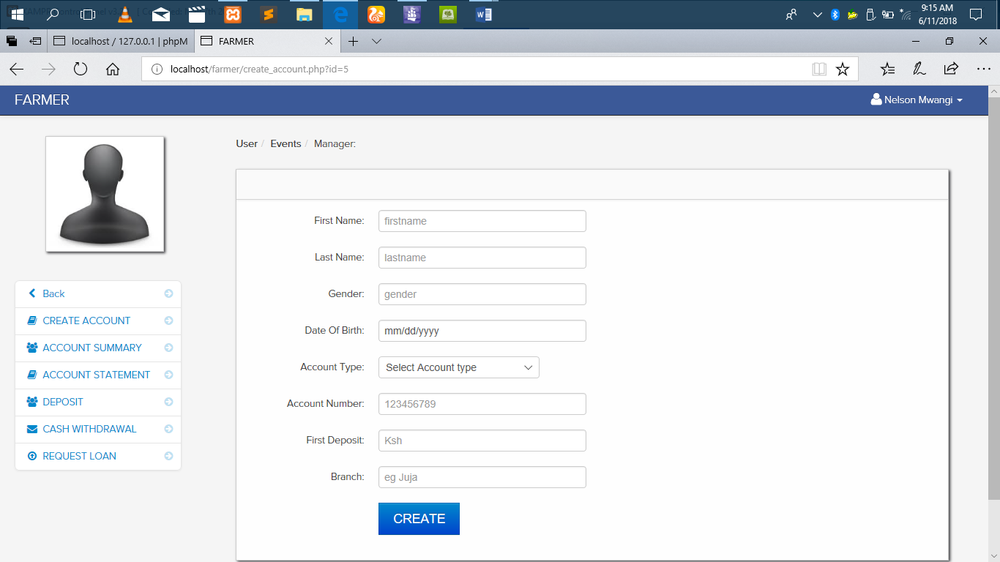 9:15 AM
6/11/2018
localhost / 127.0.0.1 | phpM
FARMER
localhost/farmer/create_account.php?id=5
FARMER
Nelson Mwangi
User / Events / Manager:
First Name: firstname
Last Name: lastname
Gender: gender
Date Of Birth: mm/dd/yyyy
Account Type: Select Account type
Account Number: 123456789
First Deposit: Ksh
Branch: eg Juja
CREATE
Back
CREATE ACCOUNT
ACCOUNT SUMMARY
ACCOUNT STATEMENT
DEPOSIT
CASH WITHDRAWAL
REQUEST LOAN